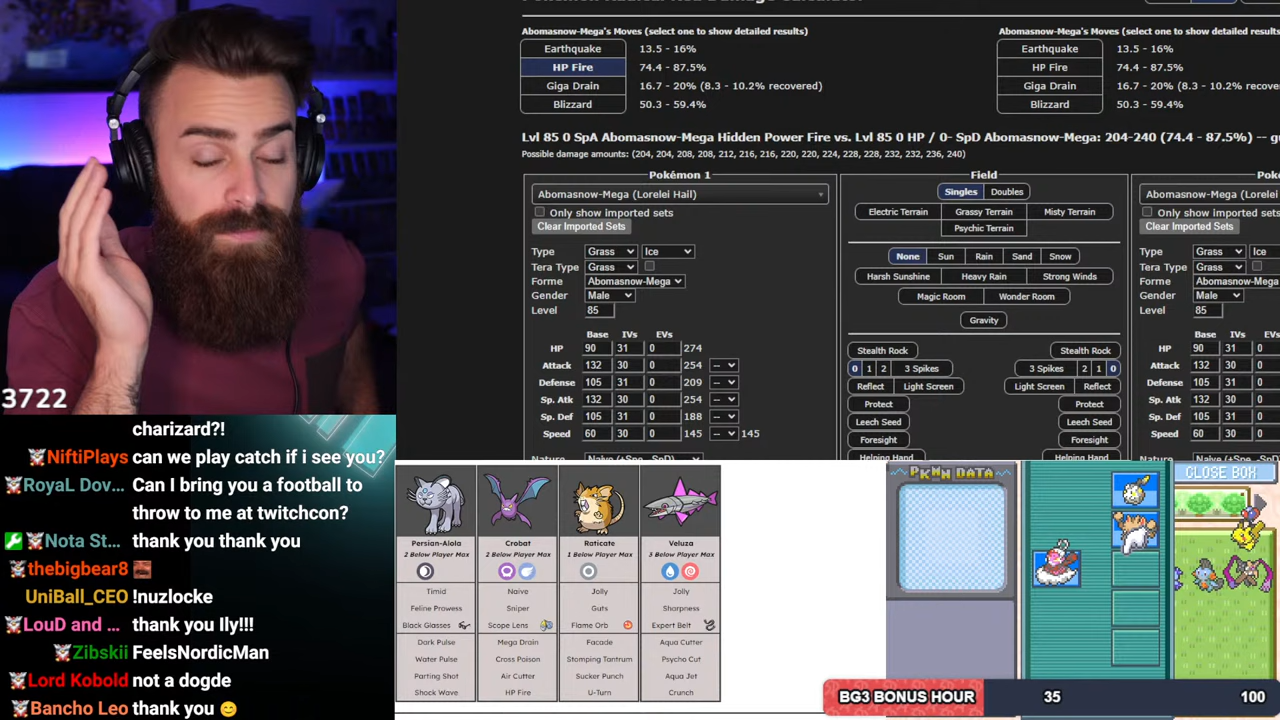 Abomasnow-Mega's Moves (select one to show detailed results)
Earthquake 13.5 - 16%
HP Fire 74.4 - 87.5%
Giga Drain 16.7 - 20% (8.3 - 10.2% recovered)
Blizzard 50.3 - 59.4%
Abomasnow-Mega's Moves (select one to show detailed results)
Earthquake 13.5 - 16%
HP Fire 74.4 - 87.5%
Giga Drain 16.7 - 20% (8.3 - 10.2% recovere
Blizzard 50.3 - 59.4%
Lvl 85 0 SpA Abomasnow-Mega Hidden Power Fire vs. Lvl 85 0 HP / 0- SpD Abomasnow-Mega: 204-240 (74.4 - 87.5%) -- g
Possible damage amounts: (204, 204, 208, 208, 212, 216, 216, 220, 220, 224, 228, 228, 232, 232, 236, 240)
Pokémon 1
Abomasnow-Mega (Lorelei Hail)
Only show imported sets
Clear Imported Sets
Type Grass Ice
Tera Type Grass
Forme Abomasnow-Mega
Gender Male
Level 85
Base IVs EVs
HP 90 31 0 274
Attack 132 30 0 254 --
Defense 105 31 0 209 --
Sp. Atk 132 30 0 254 --
Sp. Def 105 31 0 188 --
Speed 60 30 0 145 -- 145
Field
Singles Doubles
Electric Terrain Grassy Terrain Misty Terrain
Psychic Terrain
None Sun Rain Sand Snow
Harsh Sunshine Heavy Rain Strong Winds
Magic Room Wonder Room
Gravity
Stealth Rock Stealth Rock
0 1 2 3 Spikes 3 Spikes 2 1 0
Reflect Light Screen Light Screen Reflect
Protect Protect
Leech Seed Leech Seed
Foresight Foresight
Helping Hand Helping Hand
Poké
Abomasnow-Mega (Lorelei Hail
Only show imported sets
Clear Imported Sets
Type Grass Ice
Tera Type Grass
Forme Abomasnow-Mega
Gender Male
Level 85
Base IVs
HP 90 31
Attack 132 30
Defense 105 31
Sp. Atk 132 30
Sp. Def 105 31
Speed 60 30
3722
charizard?!
NiftiPlays can we play catch if i see you?
RoyaL Dov... Can I bring you a football to
throw to me at twitchcon?
Nota St... thank you thank you
thebigbear8
UniBall_CEO !nuzlocke
LouD and ... thank you lly!!!
Zibskii FeelsNordicMan
Lord Kobold not a dogde
Bancho Leo thank you
Persian-Alola
2 Below Player Max
Timid
Feline Prowess
Black Glasses
Dark Pulse
Water Pulse
Parting Shot
Shock Wave
Crobat
2 Below Player Max
Naive
Sniper
Scope Lens
Mega Drain
Cross Poison
Air Cutter
HP Fire
Raticate
1 Below Player Max
Jolly
Guts
Flame Orb
Facade
Stomping Tantrum
Sucker Punch
U-Turn
Veluza
3 Below Player Max
Jolly
Sharpness
Expert Belt
Aqua Cutter
Psycho Cut
Aqua Jet
Crunch
PKMN DATA
CLOSE BOX
BG3 BONUS HOUR 35 100